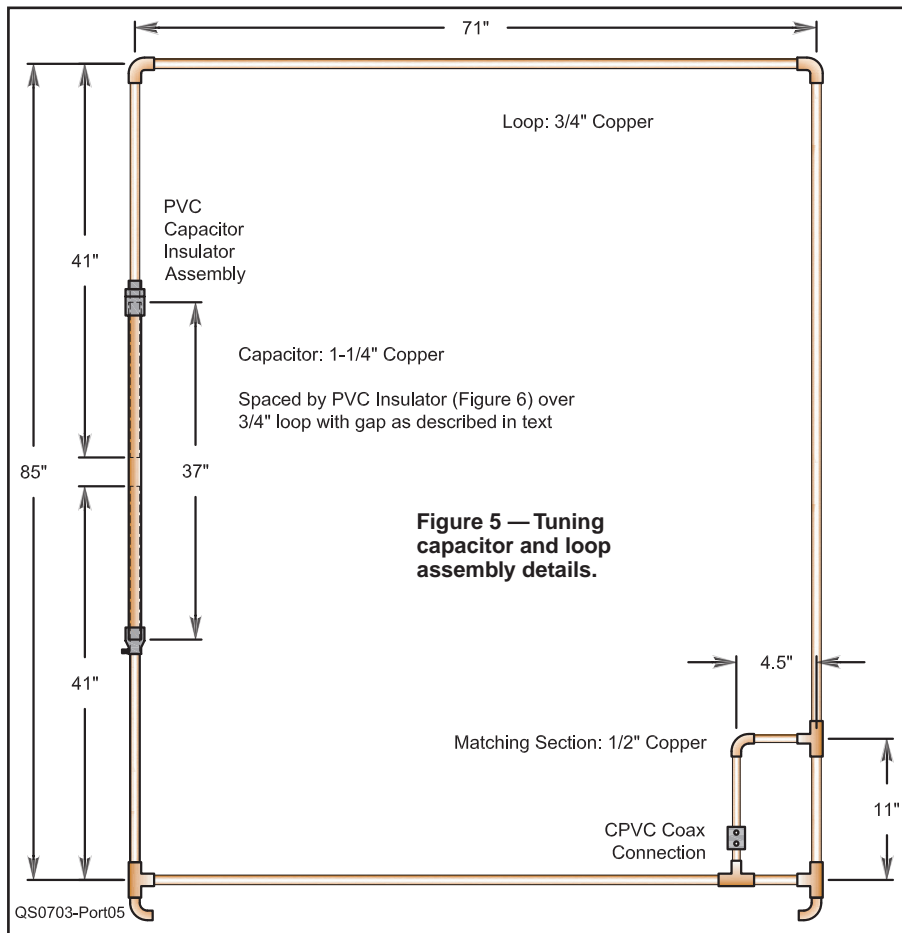 71"
Loop: 3/4" Copper
PVC
Capacitor
Insulator
Assembly
41"
Capacitor: 1-1/4" Copper
Spaced by PVC Insulator (Figure 6) over
3/4" loop with gap as described in text
85"
37"
Figure 5 — Tuning
capacitor and loop
assembly details.
41"
4.5"
Matching Section: 1/2" Copper
11"
CPVC Coax
Connection
QS0703-Port05